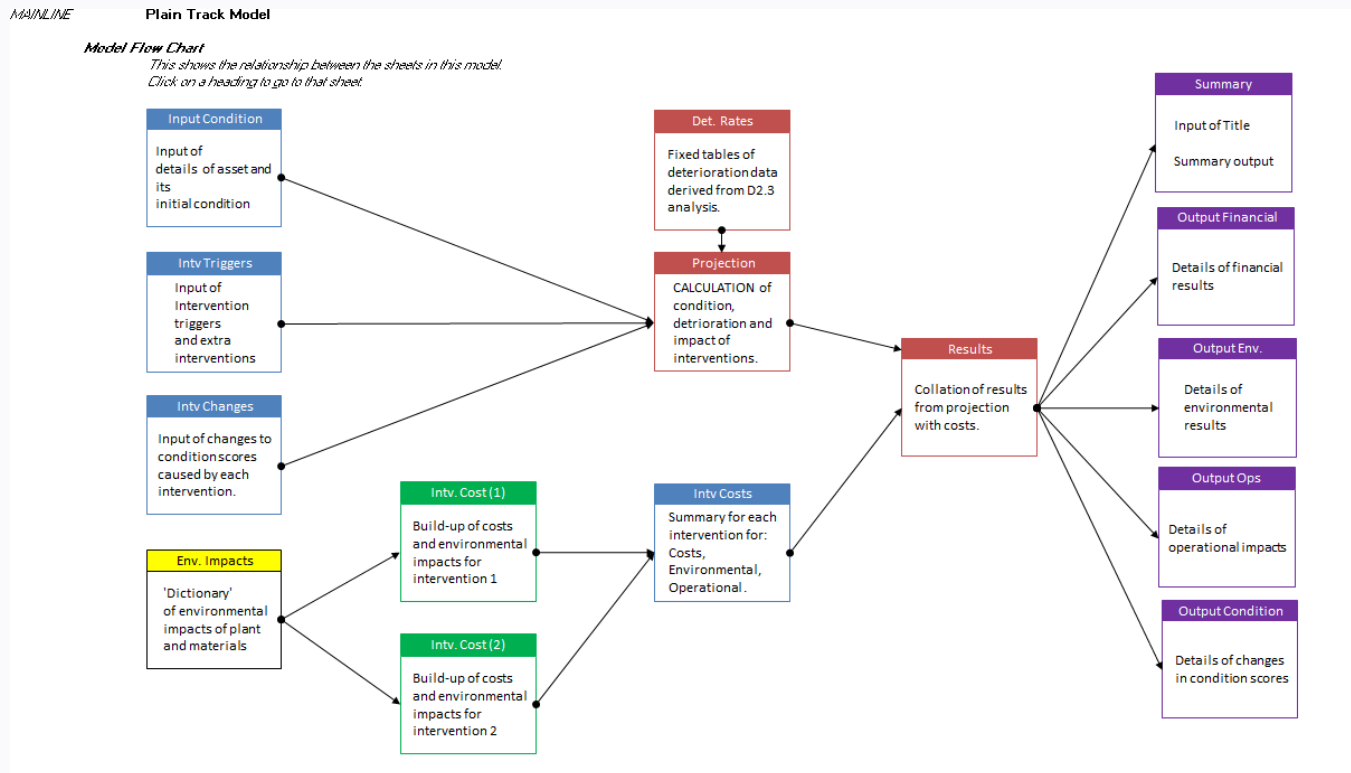 MAINLINE
Plain Track Model
Model Flow Chart
This shows the relationship between the sheets in this model.
Click on a heading to go to that sheet.
Input Condition
Input of
details of asset and
its
initial condition
Intv Triggers
Input of
Intervention
triggers
and extra
interventions
Intv Changes
Input of changes to
condition scores
caused by each
intervention.
Env. Impacts
'Dictionary'
of environmental
impacts of plant
and materials
Intv. Cost (1)
Build-up of costs
and environmental
impacts for
intervention 1
Intv. Cost (2)
Build-up of costs
and environmental
impacts for
intervention 2
Det. Rates
Fixed tables of
deterioration data
derived from D2.3
analysis.
Projection
CALCULATION of
condition,
detrioration and
impact of
interventions.
Intv Costs
Summary for each
intervention for:
Costs,
Environmental,
Operational.
Results
Collation of results
from projection
with costs.
Summary
Input of Title
Summary output
Output Financial
Details of financial
results
Output Env.
Details of
environmental
results
Output Ops
Details of
operational impacts
Output Condition
Details of changes
in condition scores